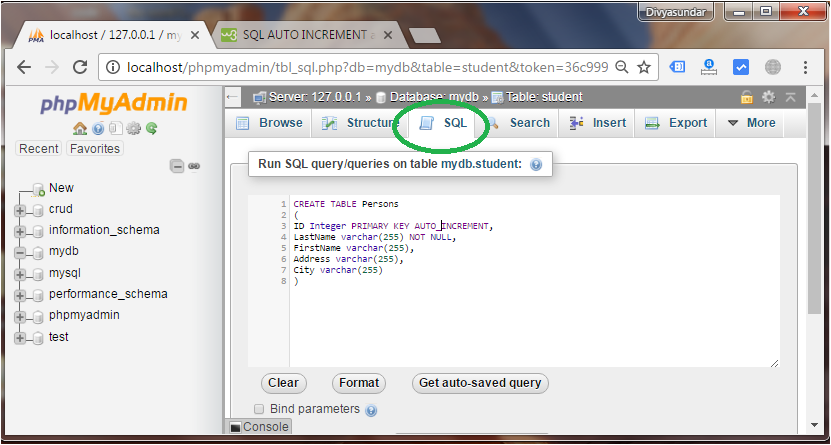 Divyasundar
localhost / 127.0.0.1 / my
SQL AUTO INCREMENT a
localhost/phpmyadmin/tbl_sql.php?db=mydb&table=student&token=36c999
phpMyAdmin
Recent Favorites
New
crud
information_schema
mydb
mysql
performance_schema
phpmyadmin
test
Server: 127.0.0.1 » Database: mydb » Table: student
Browse Structure SQL Search Insert Export More
Run SQL query/queries on table mydb.student:
1 CREATE TABLE Persons
2 (
3 ID Integer PRIMARY KEY AUTO_INCREMENT,
4 LastName varchar(255) NOT NULL,
5 FirstName varchar(255),
6 Address varchar(255),
7 City varchar(255)
8 )
Clear Format Get auto-saved query
Bind parameters
Console